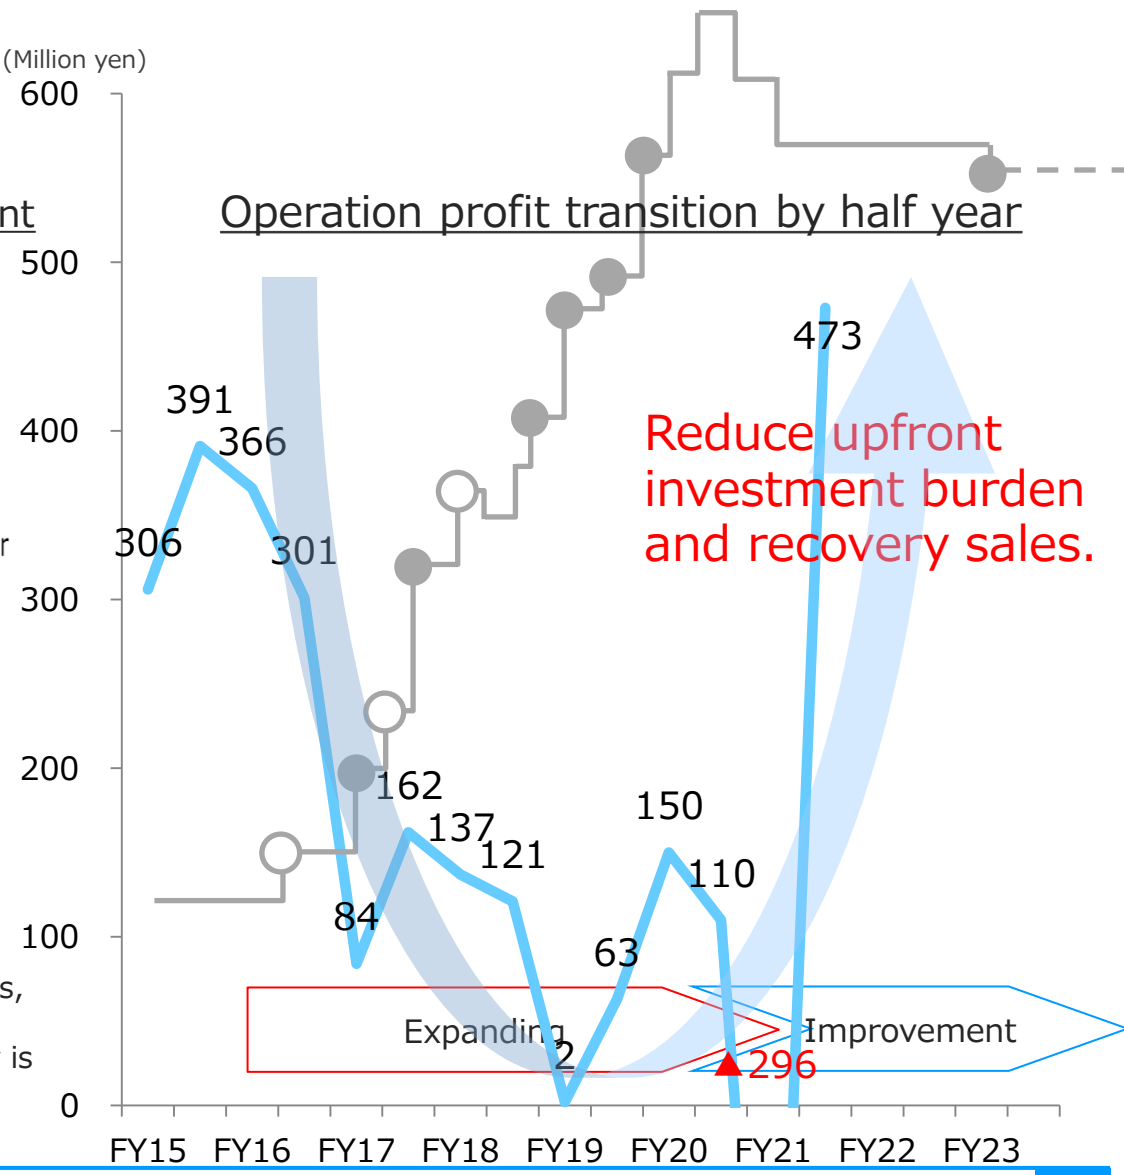 (Million yen)
600
nt
Operation profit transition by half year
500
473
391
400
366
Reduce upfront
investment burden
and recovery sales.
r
306
301
300
200
162
150
137
121
110
84
100
63
s,
Expanding
Improvement
2
is
▲296
0
FY15 FY16 FY17 FY18 FY19 FY20 FY21 FY22 FY23